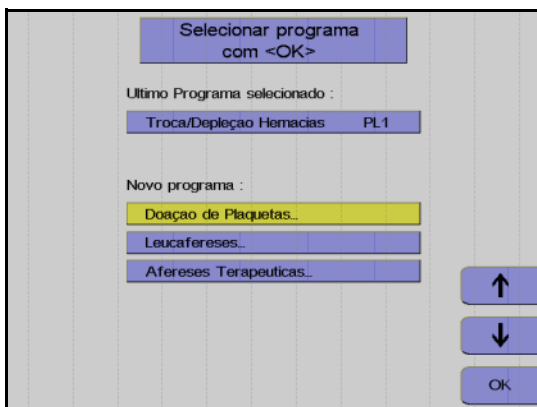 Selecionar programa
com <OK>
Ultimo Programa selecionado :
Troca/Depleçao Hemacias PL1
Novo programa :
Doaçao de Plaquetas...
Leucafereses...
Afereses Terapeuticas...
↑
↓
OK